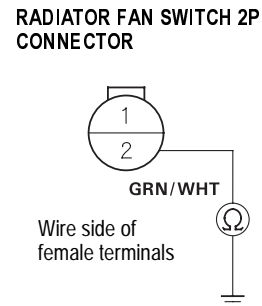 RADIATOR FAN SWITCH 2P
CONNECTOR
1
2
GRN/WHT
Ω
Wire side of
female terminals